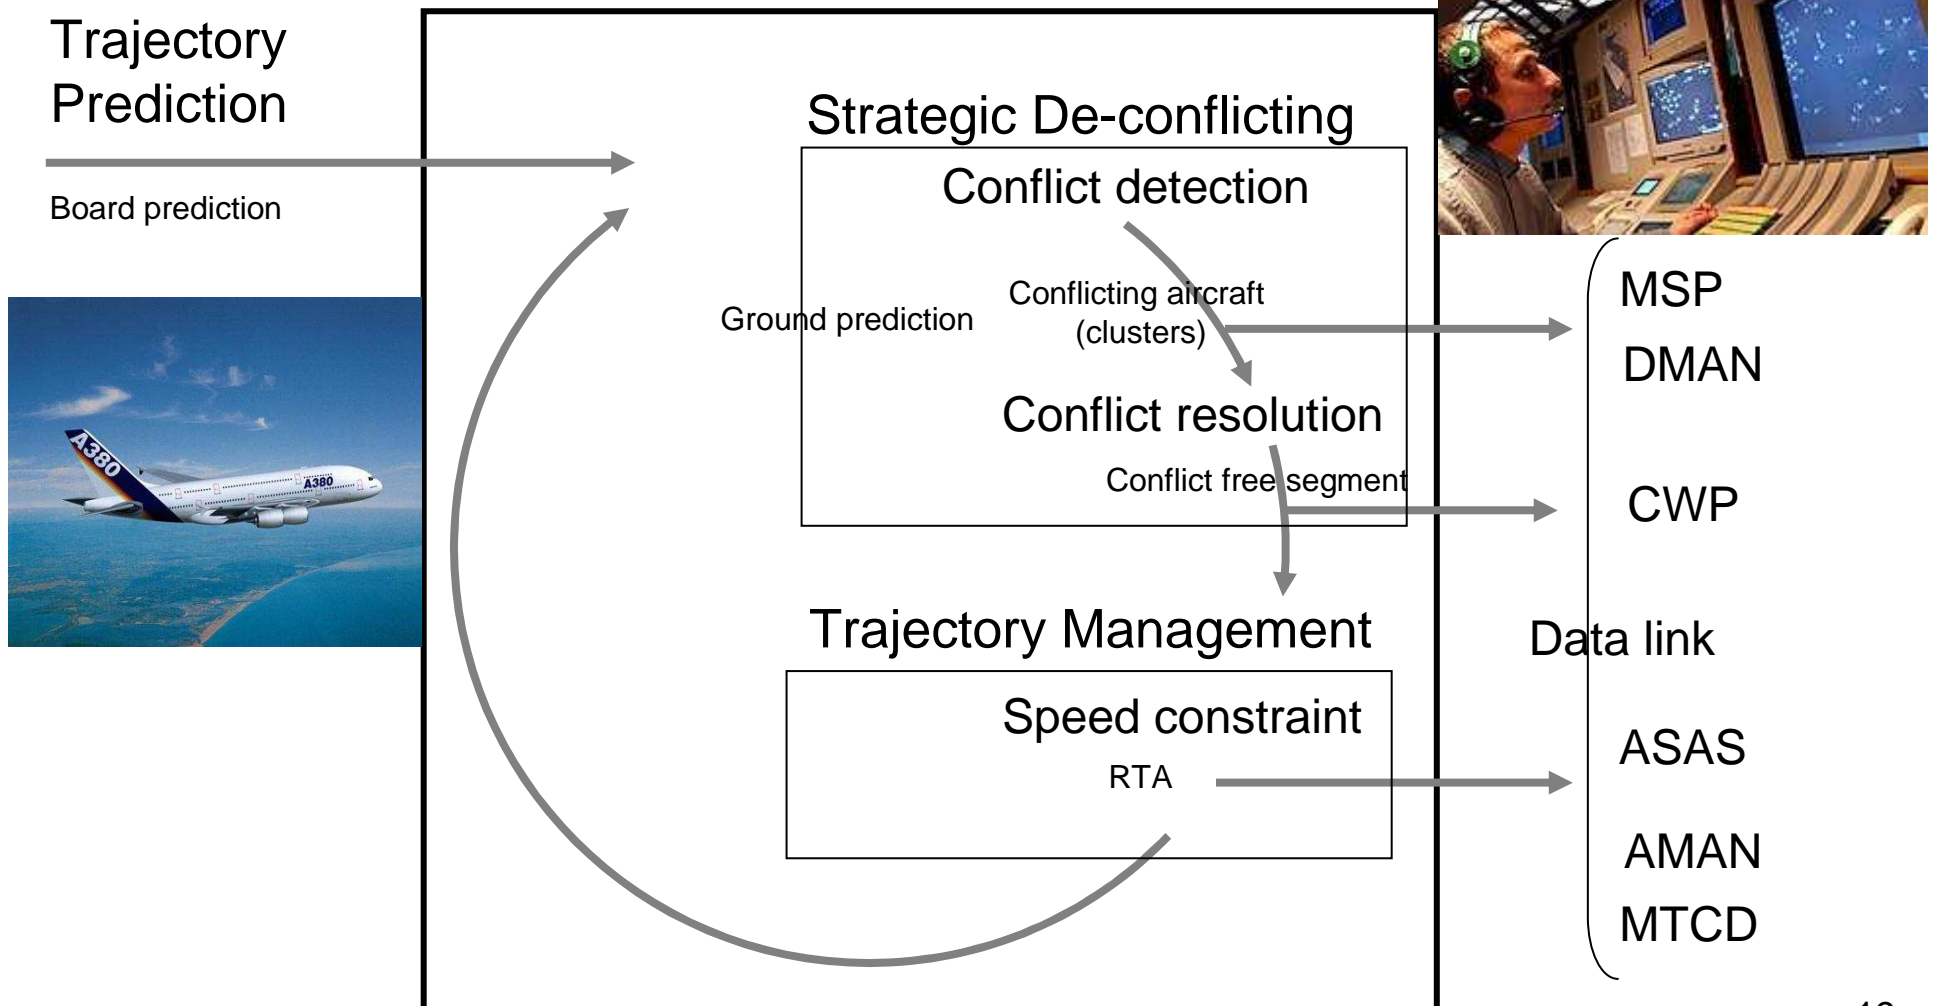 Trajectory
Prediction
Board prediction
A380
A380
Strategic De-conflicting
Conflict detection
Ground prediction
Conflicting aircraft
(clusters)
Conflict resolution
Conflict free segment
Trajectory Management
Speed constraint
RTA
MSP
DMAN
CWP
Data link
ASAS
AMAN
MTCD